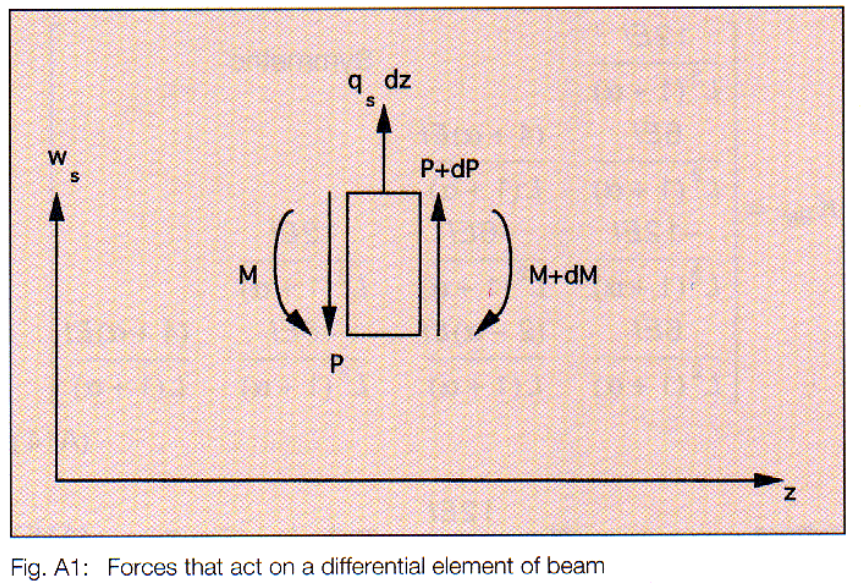 q_s dz
w_s
P+dP
M
M+dM
P
z
Fig. A1: Forces that act on a differential element of beam